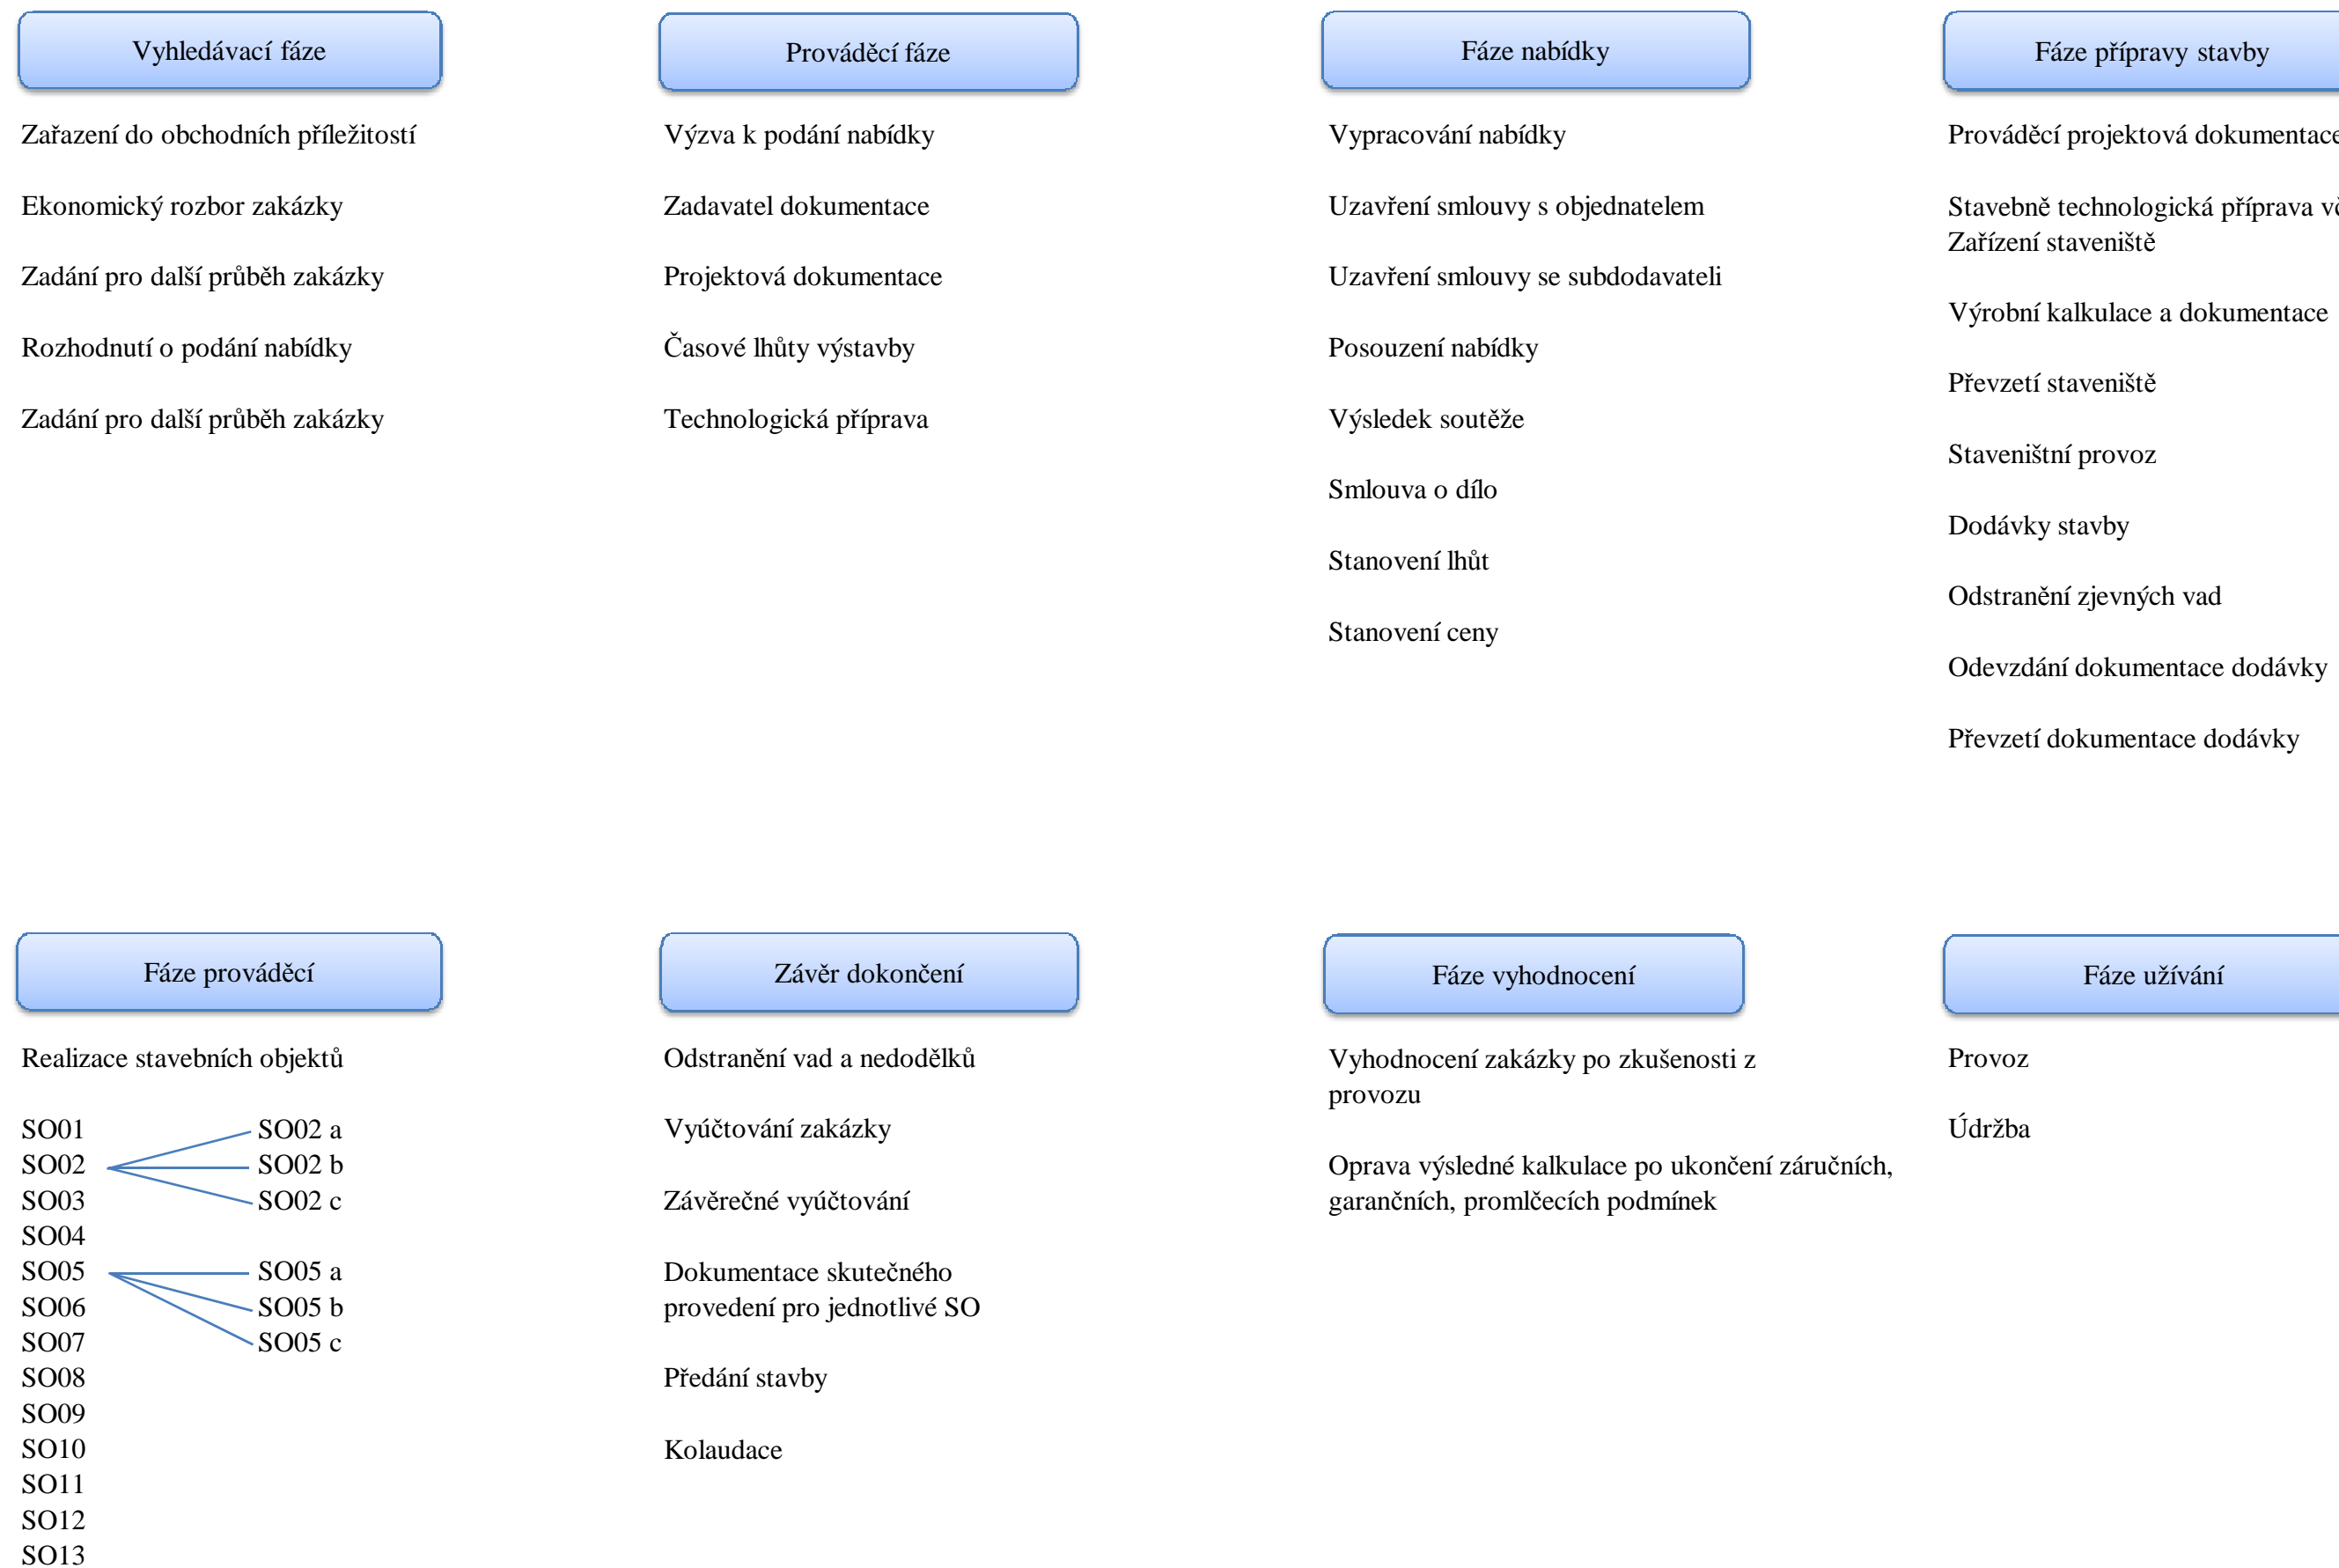 Vyhledávací fáze
Zařazení do obchodních příležitostí
Ekonomický rozbor zakázky
Zadání pro další průběh zakázky
Rozhodnutí o podání nabídky
Zadání pro další průběh zakázky
Prováděcí fáze
Výzva k podání nabídky
Zadavatel dokumentace
Projektová dokumentace
Časové lhůty výstavby
Technologická příprava
Fáze nabídky
Vypracování nabídky
Uzavření smlouvy s objednatelem
Uzavření smlouvy se subdodavateli
Posouzení nabídky
Výsledek soutěže
Smlouva o dílo
Stanovení lhůt
Stanovení ceny
Fáze přípravy stavby
Prováděcí projektová dokumentace
Stavebně technologická příprava
Zařízení staveniště
Výrobní kalkulace a dokumentace
Převzetí staveniště
Staveništní provoz
Dodávky stavby
Odstranění zjevných vad
Odevzdání dokumentace dodávky
Převzetí dokumentace dodávky
Fáze prováděcí
Realizace stavebních objektů
SO01
SO02
SO03
SO04
SO05
SO06
SO07
SO08
SO09
SO10
SO11
SO12
SO13
SO02 a
SO02 b
SO02 c
SO05 a
SO05 b
SO05 c
Závěr dokončení
Odstranění vad a nedodělků
Vyúčtování zakázky
Závěrečné vyúčtování
Dokumentace skutečného
provedení pro jednotlivé SO
Předání stavby
Kolaudace
Fáze vyhodnocení
Vyhodnocení zakázky po zkušenosti z
provozu
Oprava výsledné kalkulace po ukončení záručních,
garančních, promlčecích podmínek
Fáze užívání
Provoz
Údržba